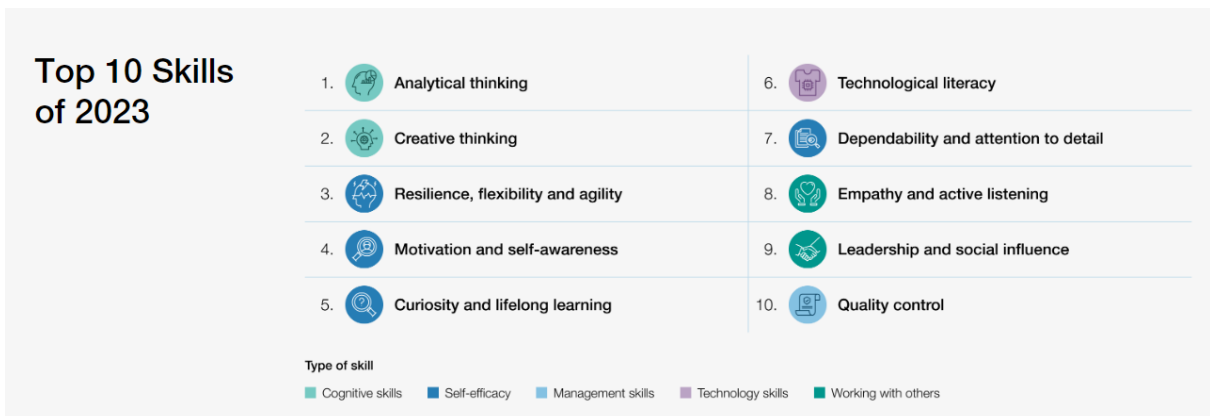 Top 10 Skills
of 2023
1. Analytical thinking
2. Creative thinking
3. Resilience, flexibility and agility
4. Motivation and self-awareness
5. Curiosity and lifelong learning
6. Technological literacy
7. Dependability and attention to detail
8. Empathy and active listening
9. Leadership and social influence
10. Quality control
Type of skill
Cognitive skills Self-efficacy Management skills Technology skills Working with others